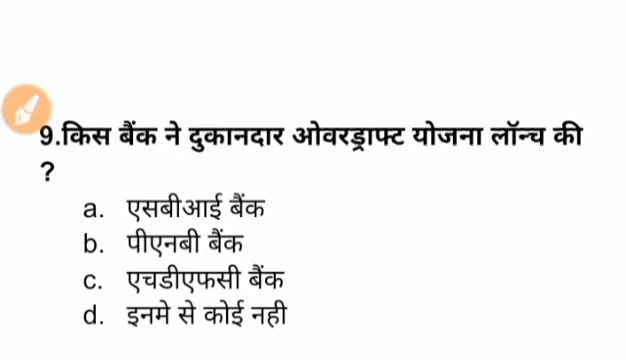 9.किस बैंक ने दुकानदार ओवरड्राफ्ट योजना लॉन्च की
?
a. एसबीआई बैंक
b. पीएनबी बैंक
c. एचडीएफसी बैंक
d. इनमे से कोई नही